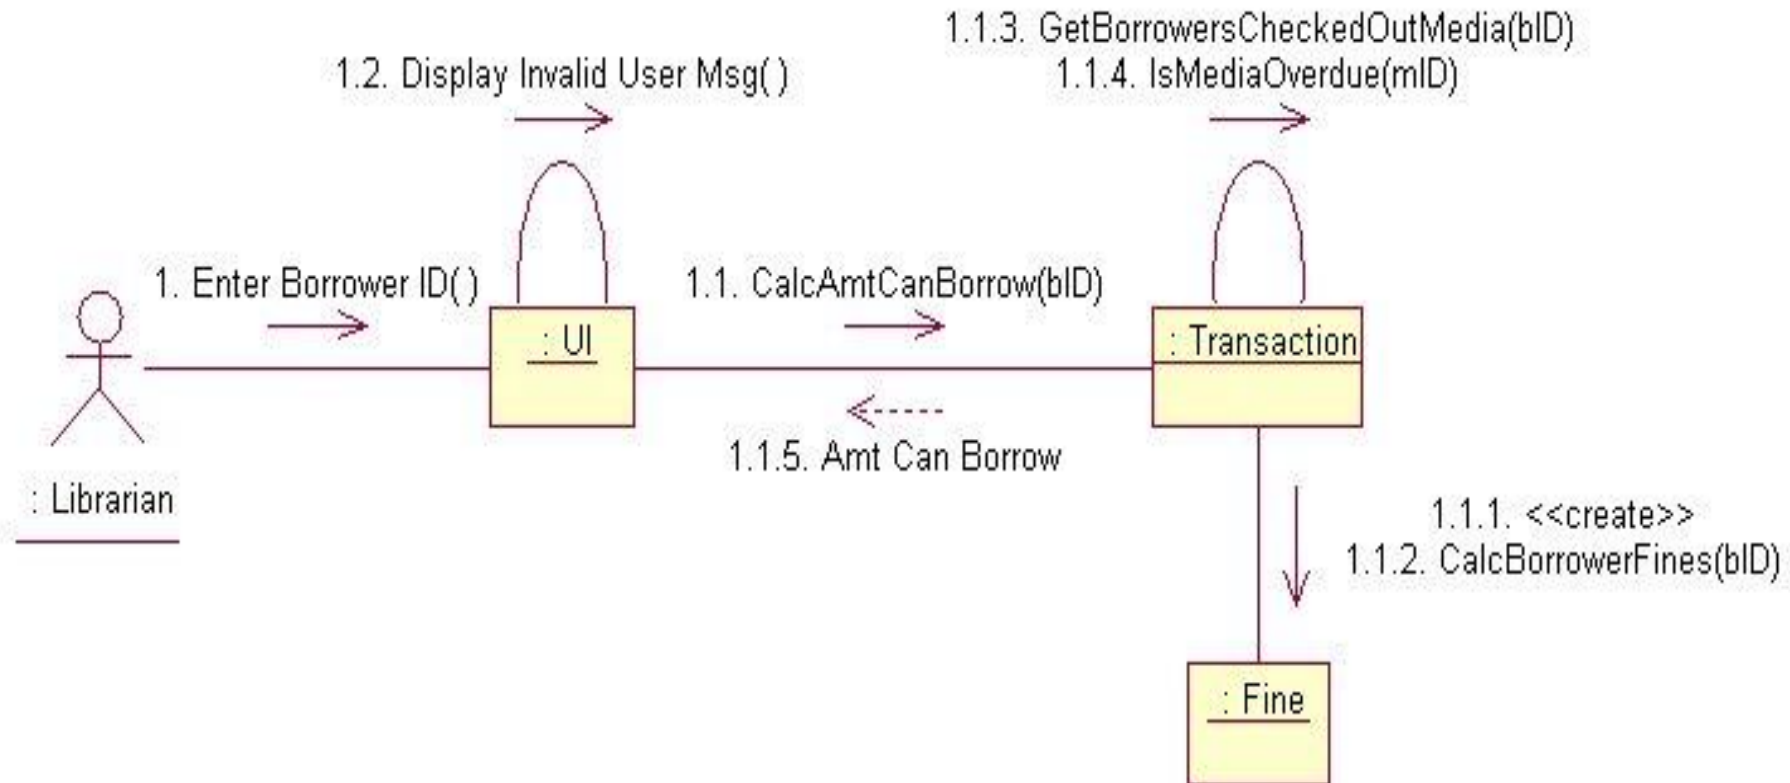 1.1.3. GetBorrowersCheckedOutMedia(bID)
1.2. Display Invalid User Msg( )
1.1.4. IsMediaOverdue(mID)
1. Enter Borrower ID( )
1.1. CalcAmtCanBorrow(bID)
: UI
: Transaction
1.1.5. Amt Can Borrow
: Librarian
1.1.1. <<create>>
1.1.2. CalcBorrowerFines(bID)
: Fine